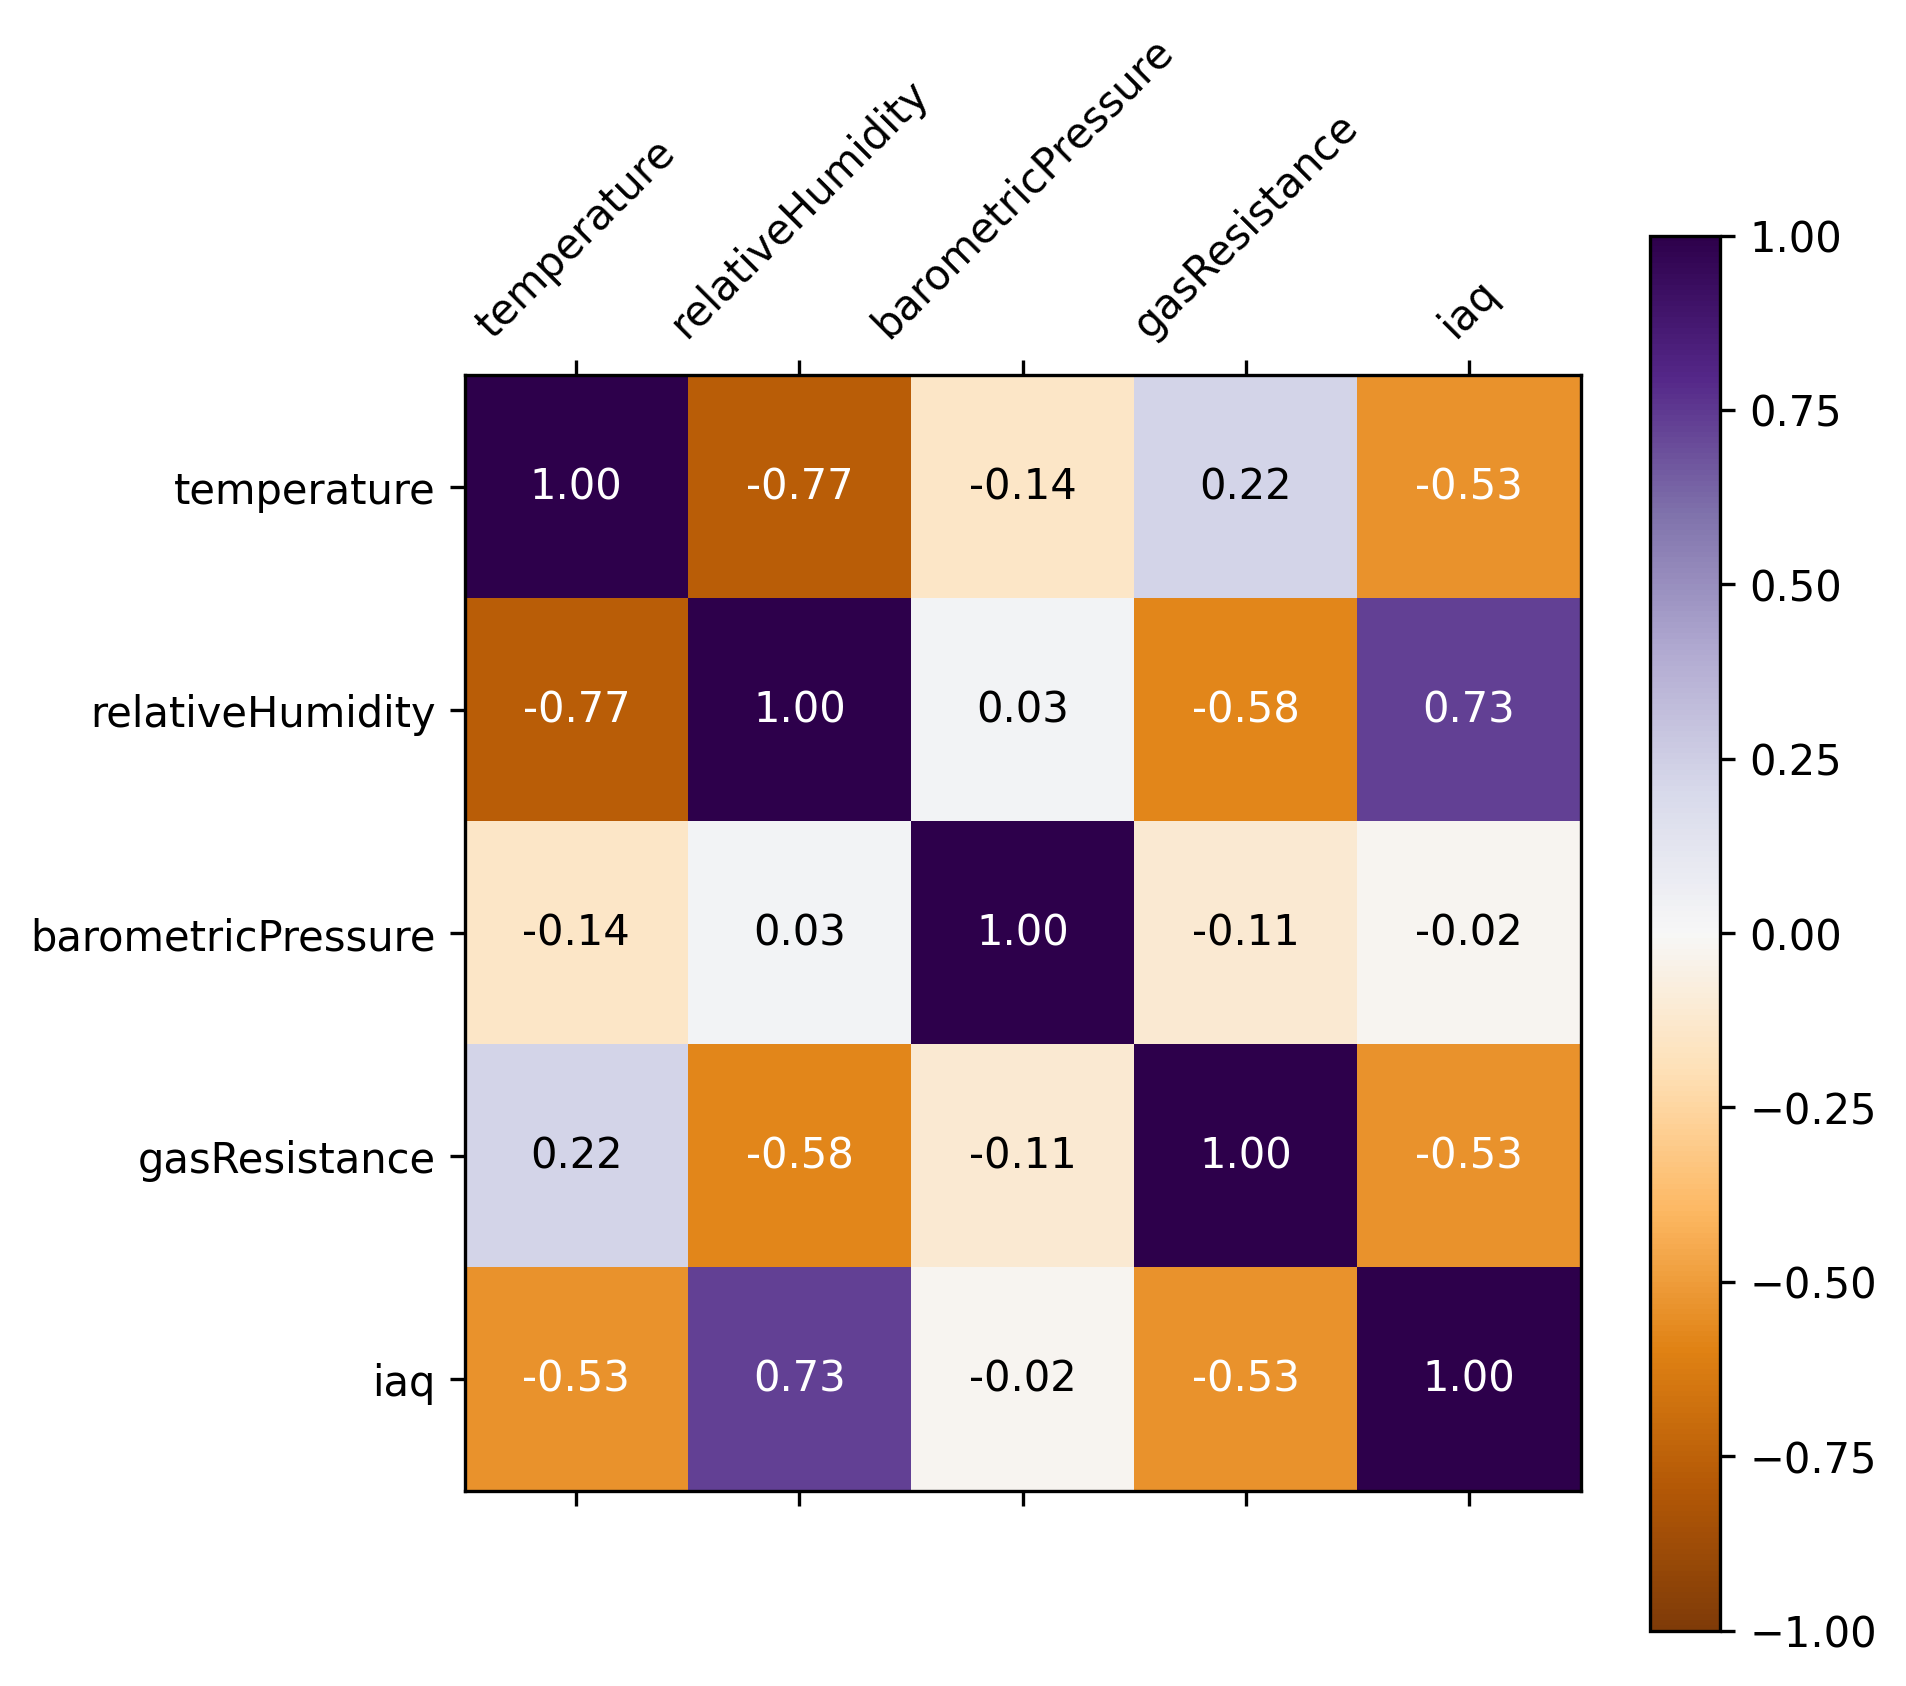 temperature
relativeHumidity
barometricPressure
gasResistance
iaq
temperature 1.00 -0.77 -0.14 0.22 -0.53
relativeHumidity -0.77 1.00 0.03 -0.58 0.73
barometricPressure -0.14 0.03 1.00 -0.11 -0.02
gasResistance 0.22 -0.58 -0.11 1.00 -0.53
iaq -0.53 0.73 -0.02 -0.53 1.00
1.00
0.75
0.50
0.25
0.00
−0.25
−0.50
−0.75
−1.00